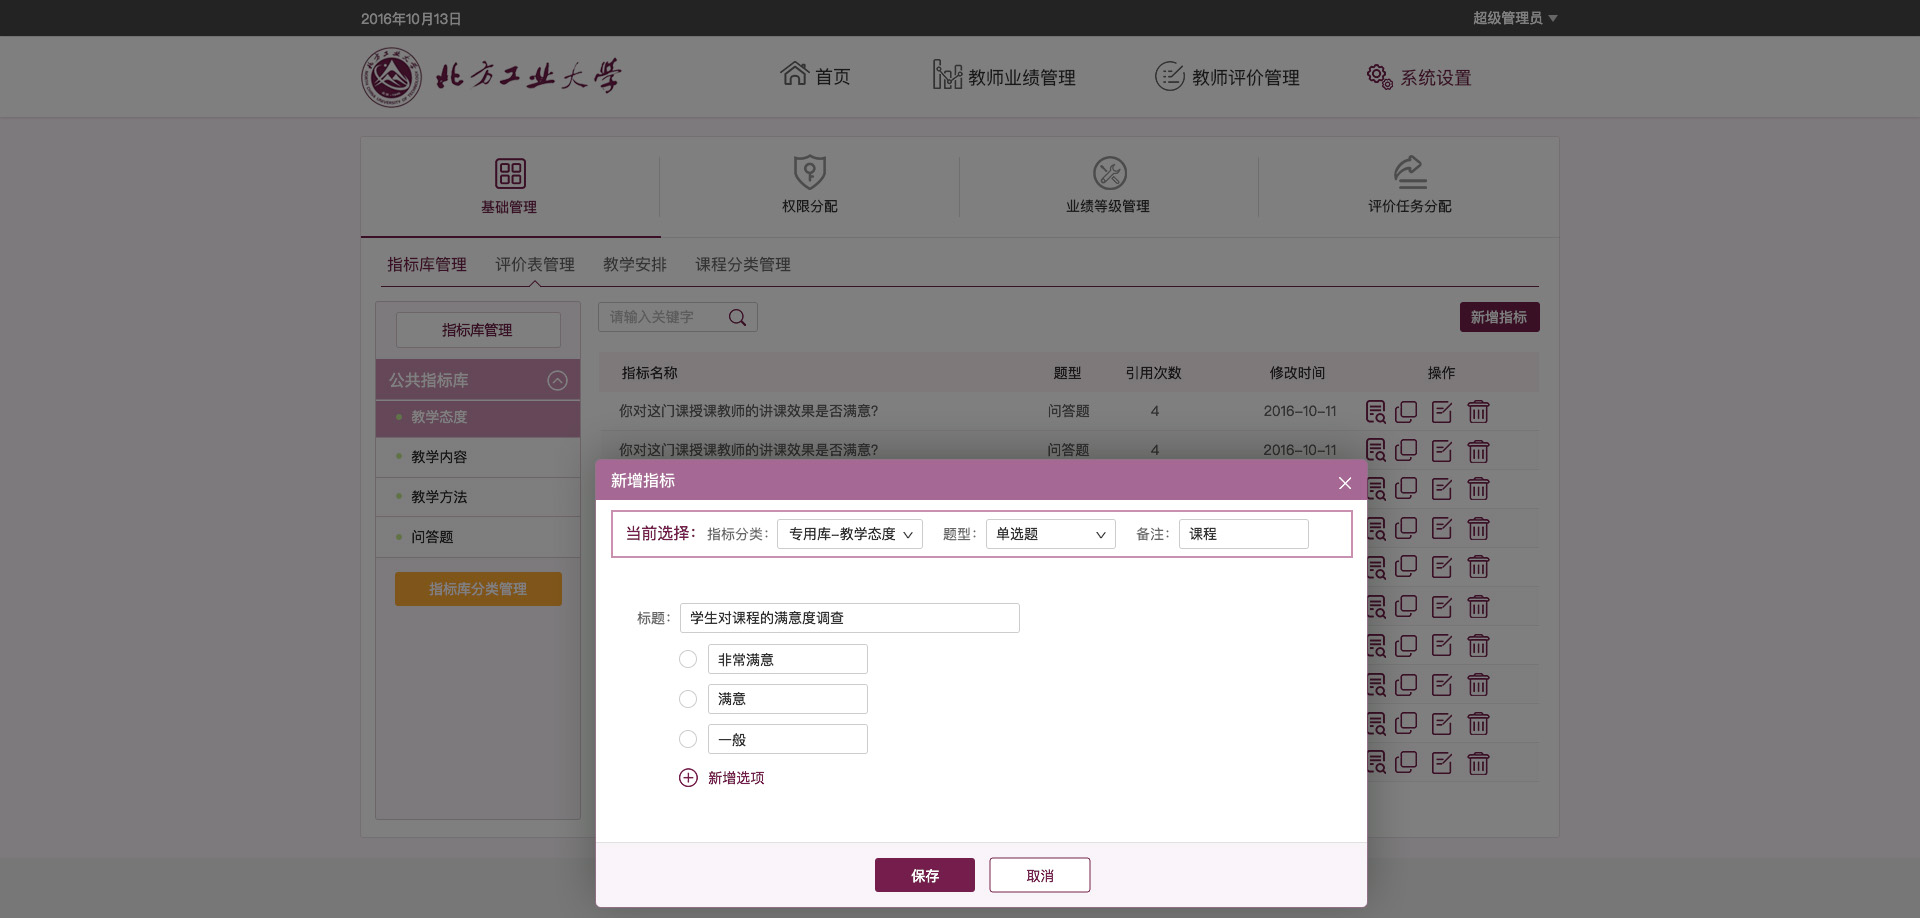 2016年10月13日
超级管理员
北方工业大学
首页
教师业绩管理
教师评价管理
系统设置
基础管理
权限分配
业绩等级管理
评价任务分配
指标库管理
评价表管理
教学安排
课程分类管理
指标库管理
请输入关键字
新增指标
公共指标库
教学态度
教学内容
教学方法
问答题
指标库分类管理
指标名称 题型 引用次数 修改时间 操作
你对这门课授课教师的讲课效果是否满意? 问答题 4 2016-10-11
你对这门课授课教师的讲课效果是否满意? 问答题 4 2016-10-11
新增指标
当前选择: 指标分类: 专用库-教学态度 题型: 单选题 备注: 课程
标题: 学生对课程的满意度调查
非常满意
满意
一般
新增选项
保存
取消